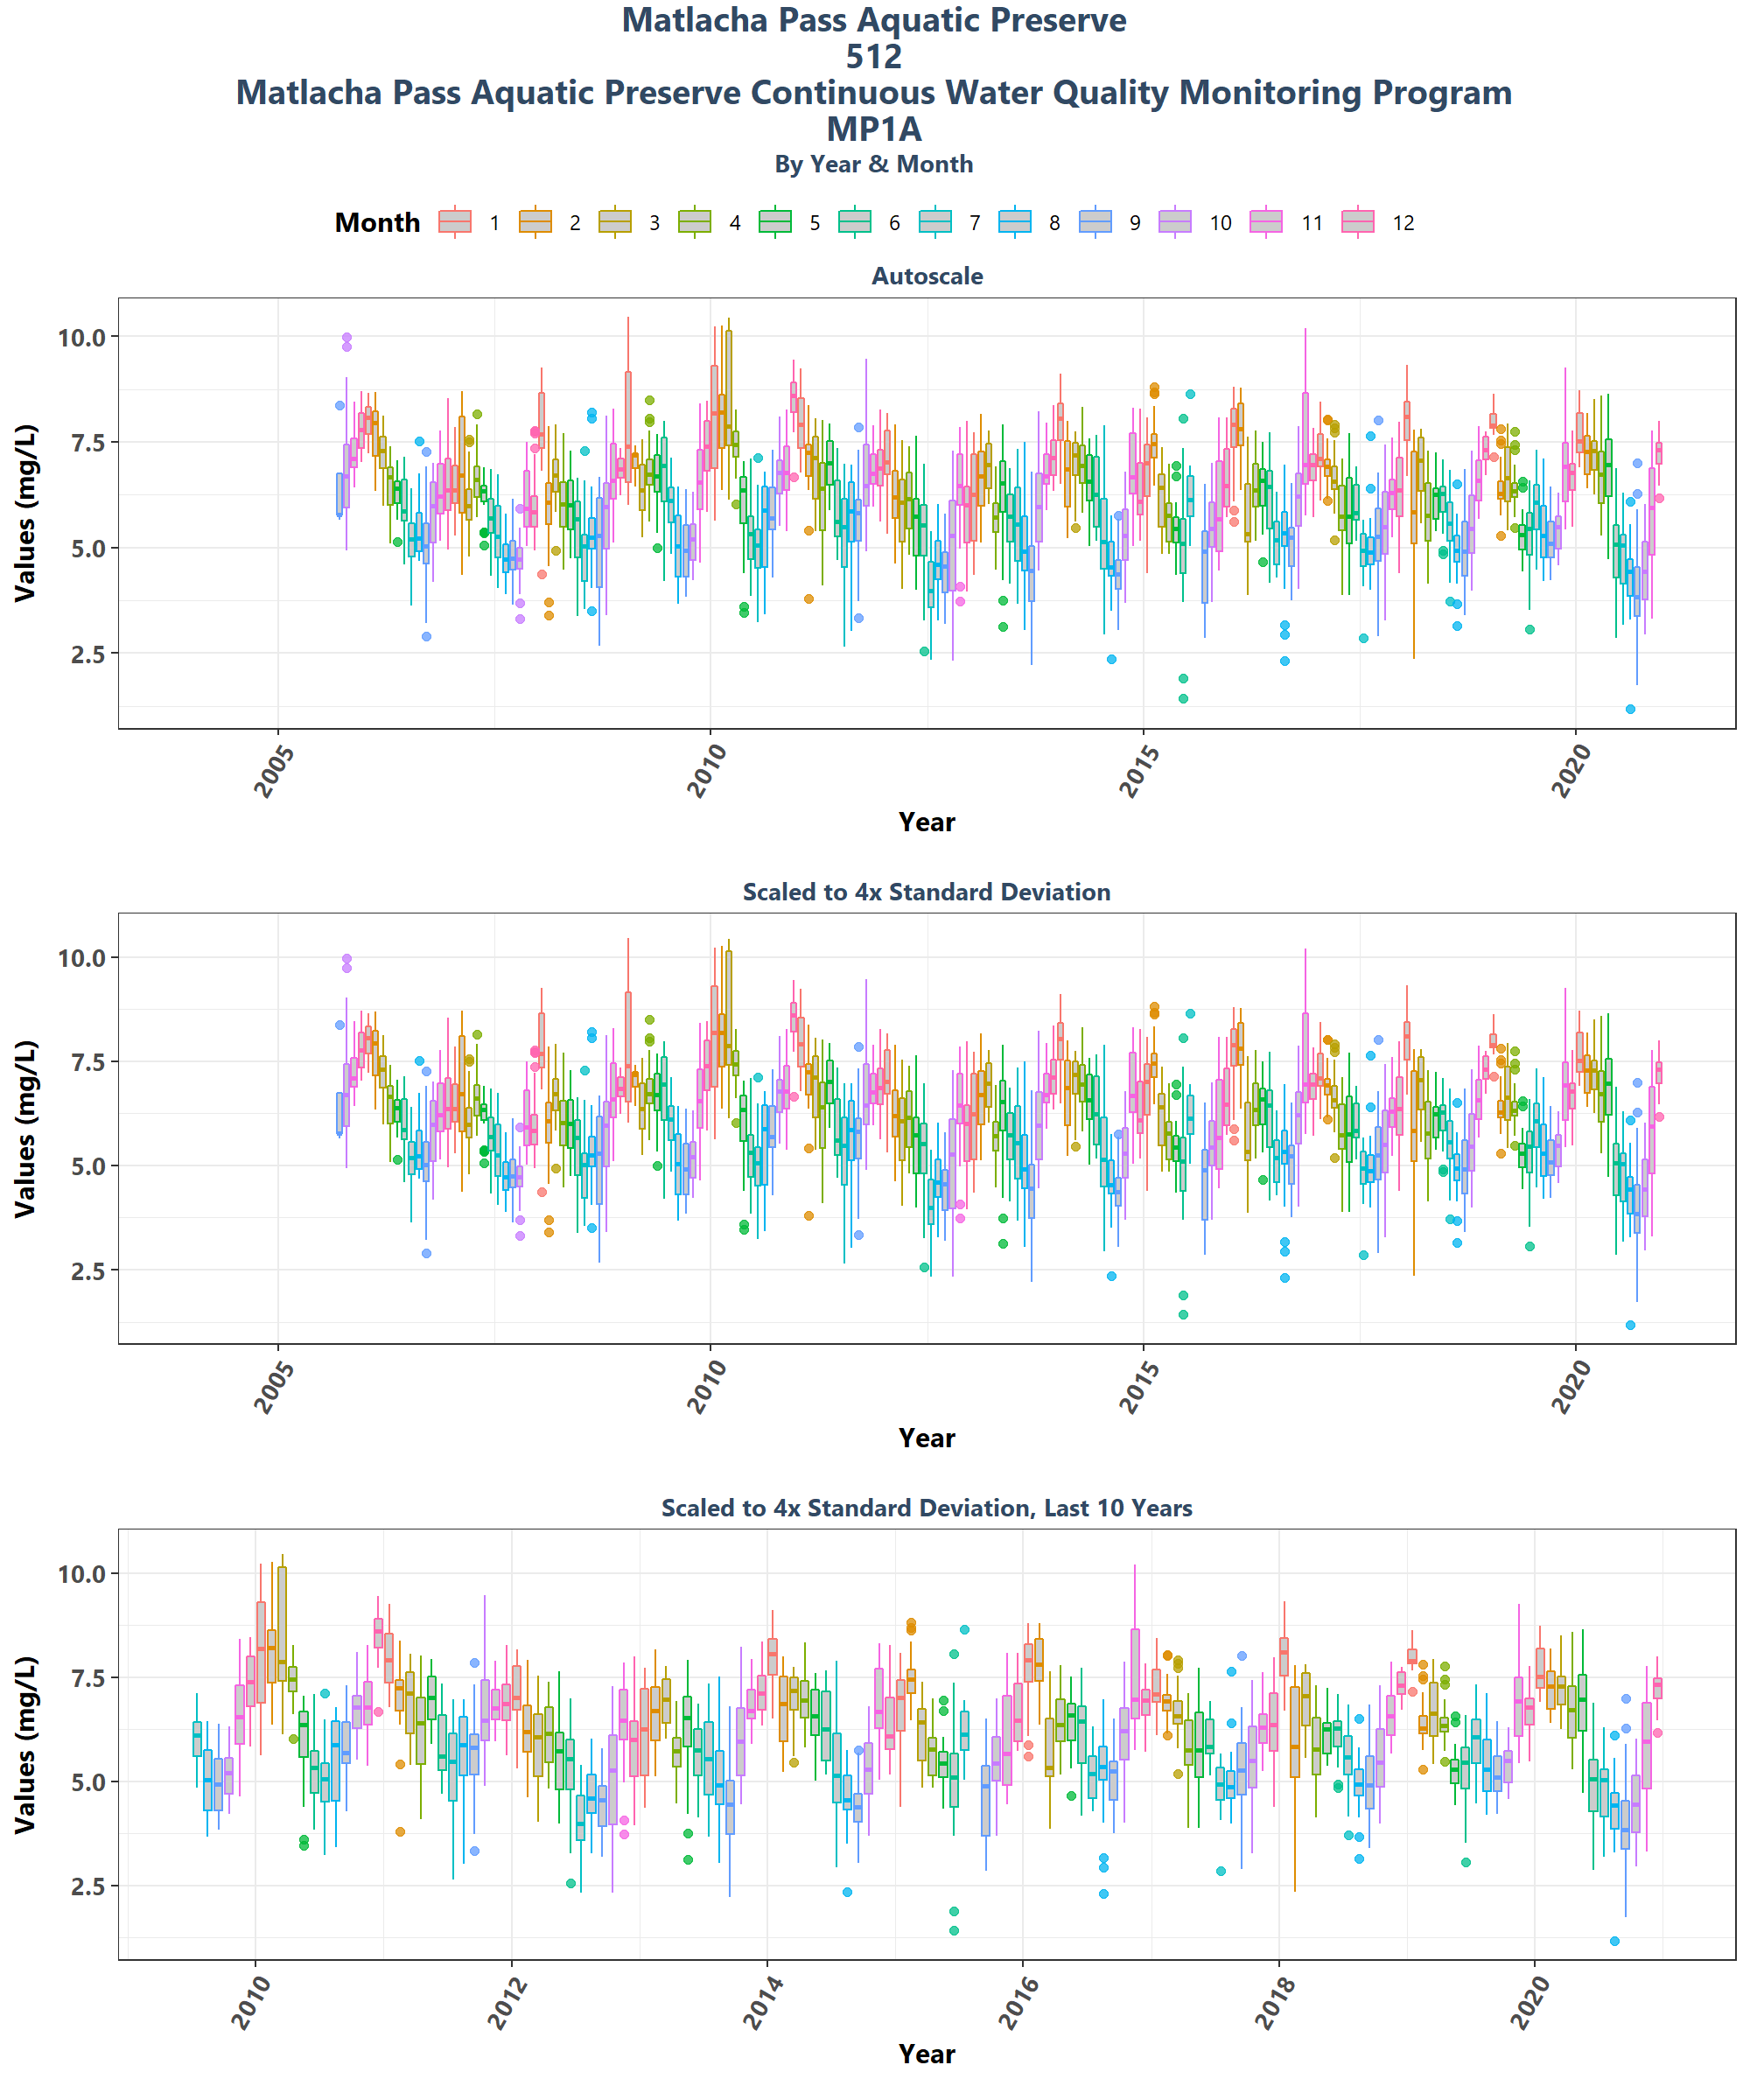 Matlacha Pass Aquatic Preserve
512
Matlacha Pass Aquatic Preserve Continuous Water Quality Monitoring Program
MP1A
By Year & Month
Month 1 2 3 4 5 6 7 8 9 10 11 12
Autoscale
Values (mg/L)
10.0
7.5
5.0
2.5
2005 2010 2015 2020
Year
Scaled to 4x Standard Deviation
Values (mg/L)
10.0
7.5
5.0
2.5
2005 2010 2015 2020
Year
Scaled to 4x Standard Deviation, Last 10 Years
Values (mg/L)
10.0
7.5
5.0
2.5
2010 2012 2014 2016 2018 2020
Year